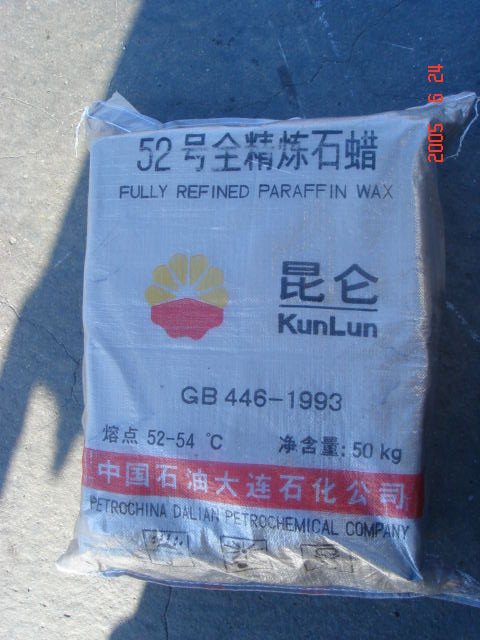 2005 6 24
52号全精炼石蜡
FULLY REFINED PARAFFIN WAX
昆仑
KunLun
GB 446-1993
熔点 52-54 ℃
净含量: 50 kg
中国石油大连石化公司
PETROCHINA DALIAN PETROCHEMICAL COMPANY